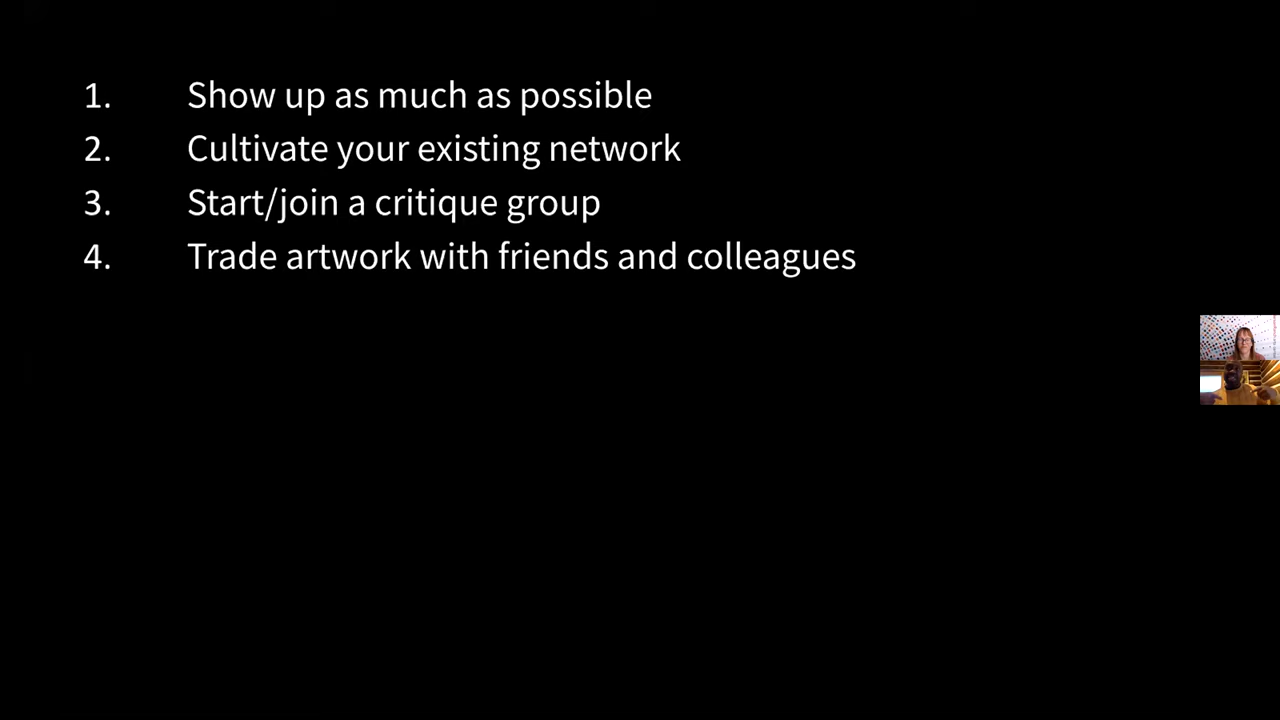 1. Show up as much as possible
2. Cultivate your existing network
3. Start/join a critique group
4. Trade artwork with friends and colleagues